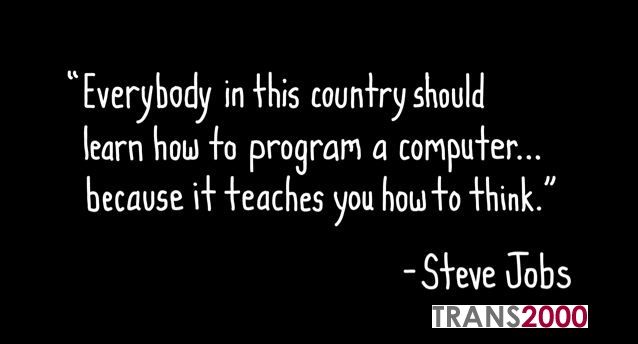 “Everybody in this country should
learn how to program a computer...
because it teaches you how to think.”
-Steve Jobs
TRANS2000